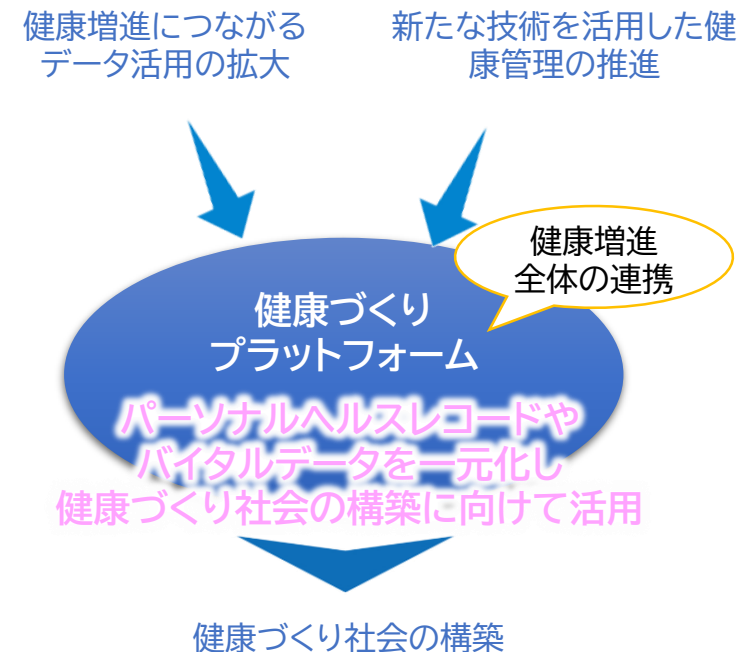 健康増進につながる
データ活用の拡大
新たな技術を活用した健
康管理の推進
健康増進
全体の連携
健康づくり
プラットフォーム
パーソナルヘルスレコードや
バイタルデータを一元化し
健康づくり社会の構築に向けて活用
健康づくり社会の構築